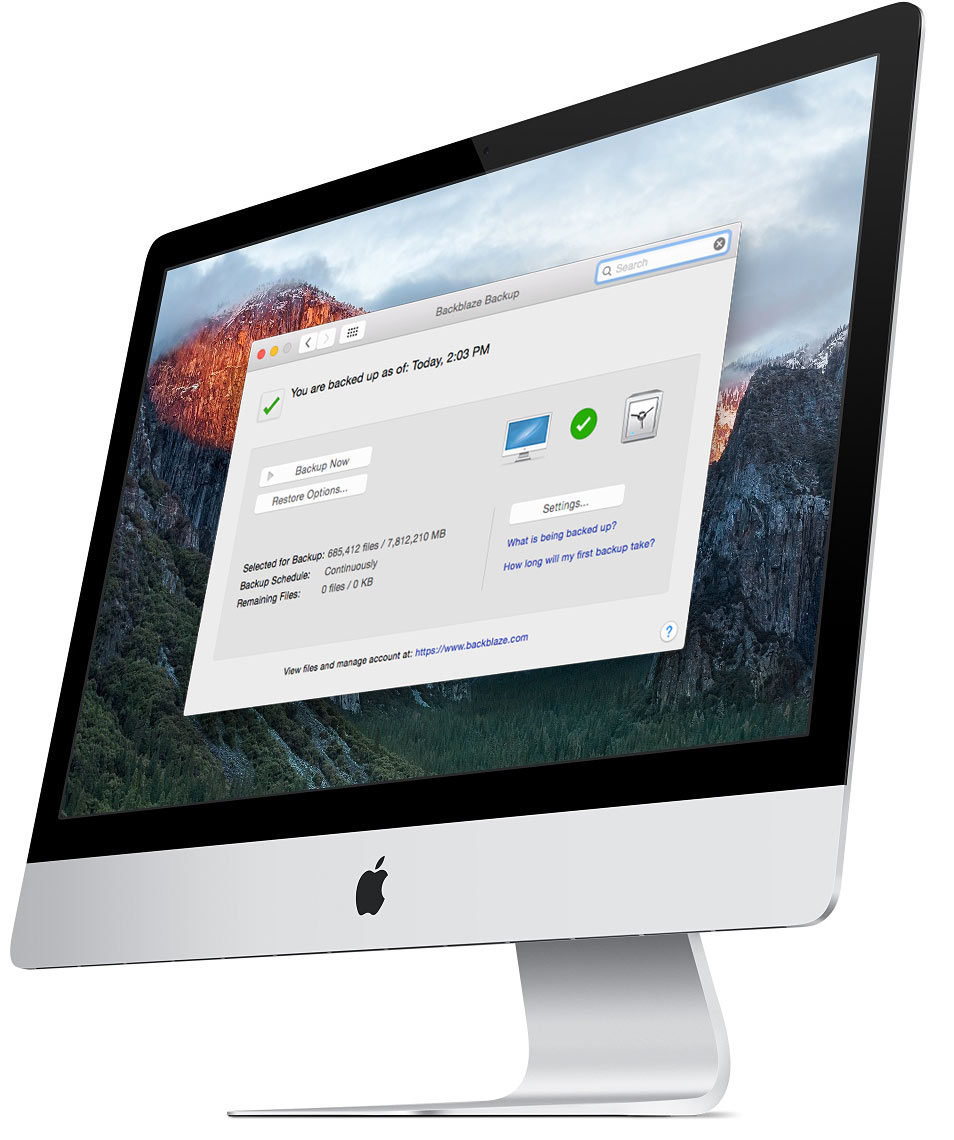 Backblaze Backup
Search
You are backed up as of: Today, 2:03 PM
Backup Now
Restore Options...
Selected for Backup: 685,412 files / 7,812,210 MB
Backup Schedule: Continuously
Remaining Files: 0 files / 0 KB
Settings...
What is being backed up?
How long will my first backup take?
View files and manage account at: https://www.backblaze.com
?